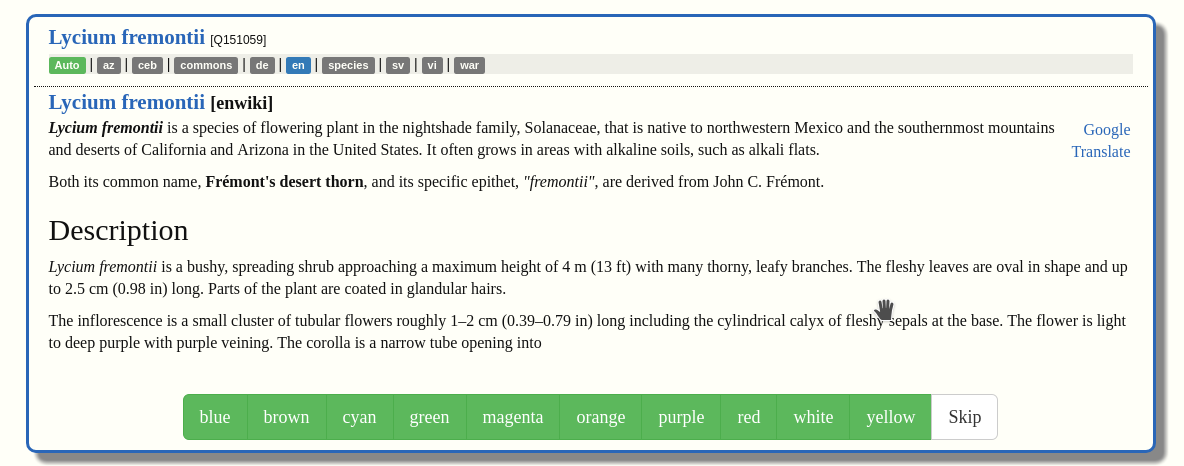 Lycium fremontii [Q151059]
Auto | az | ceb | commons | de | en | species | sv | vi | war
Lycium fremontii [enwiki]
Lycium fremontii is a species of flowering plant in the nightshade family, Solanaceae, that is native to northwestern Mexico and the southernmost mountains
and deserts of California and Arizona in the United States. It often grows in areas with alkaline soils, such as alkali flats.
Google
Translate
Both its common name, Frémont's desert thorn, and its specific epithet, "fremontii", are derived from John C. Frémont.
Description
Lycium fremontii is a bushy, spreading shrub approaching a maximum height of 4 m (13 ft) with many thorny, leafy branches. The fleshy leaves are oval in shape and up
to 2.5 cm (0.98 in) long. Parts of the plant are coated in glandular hairs.
The inflorescence is a small cluster of tubular flowers roughly 1–2 cm (0.39–0.79 in) long including the cylindrical calyx of fleshy sepals at the base. The flower is light
to deep purple with purple veining. The corolla is a narrow tube opening into
blue brown cyan green magenta orange purple red white yellow Skip